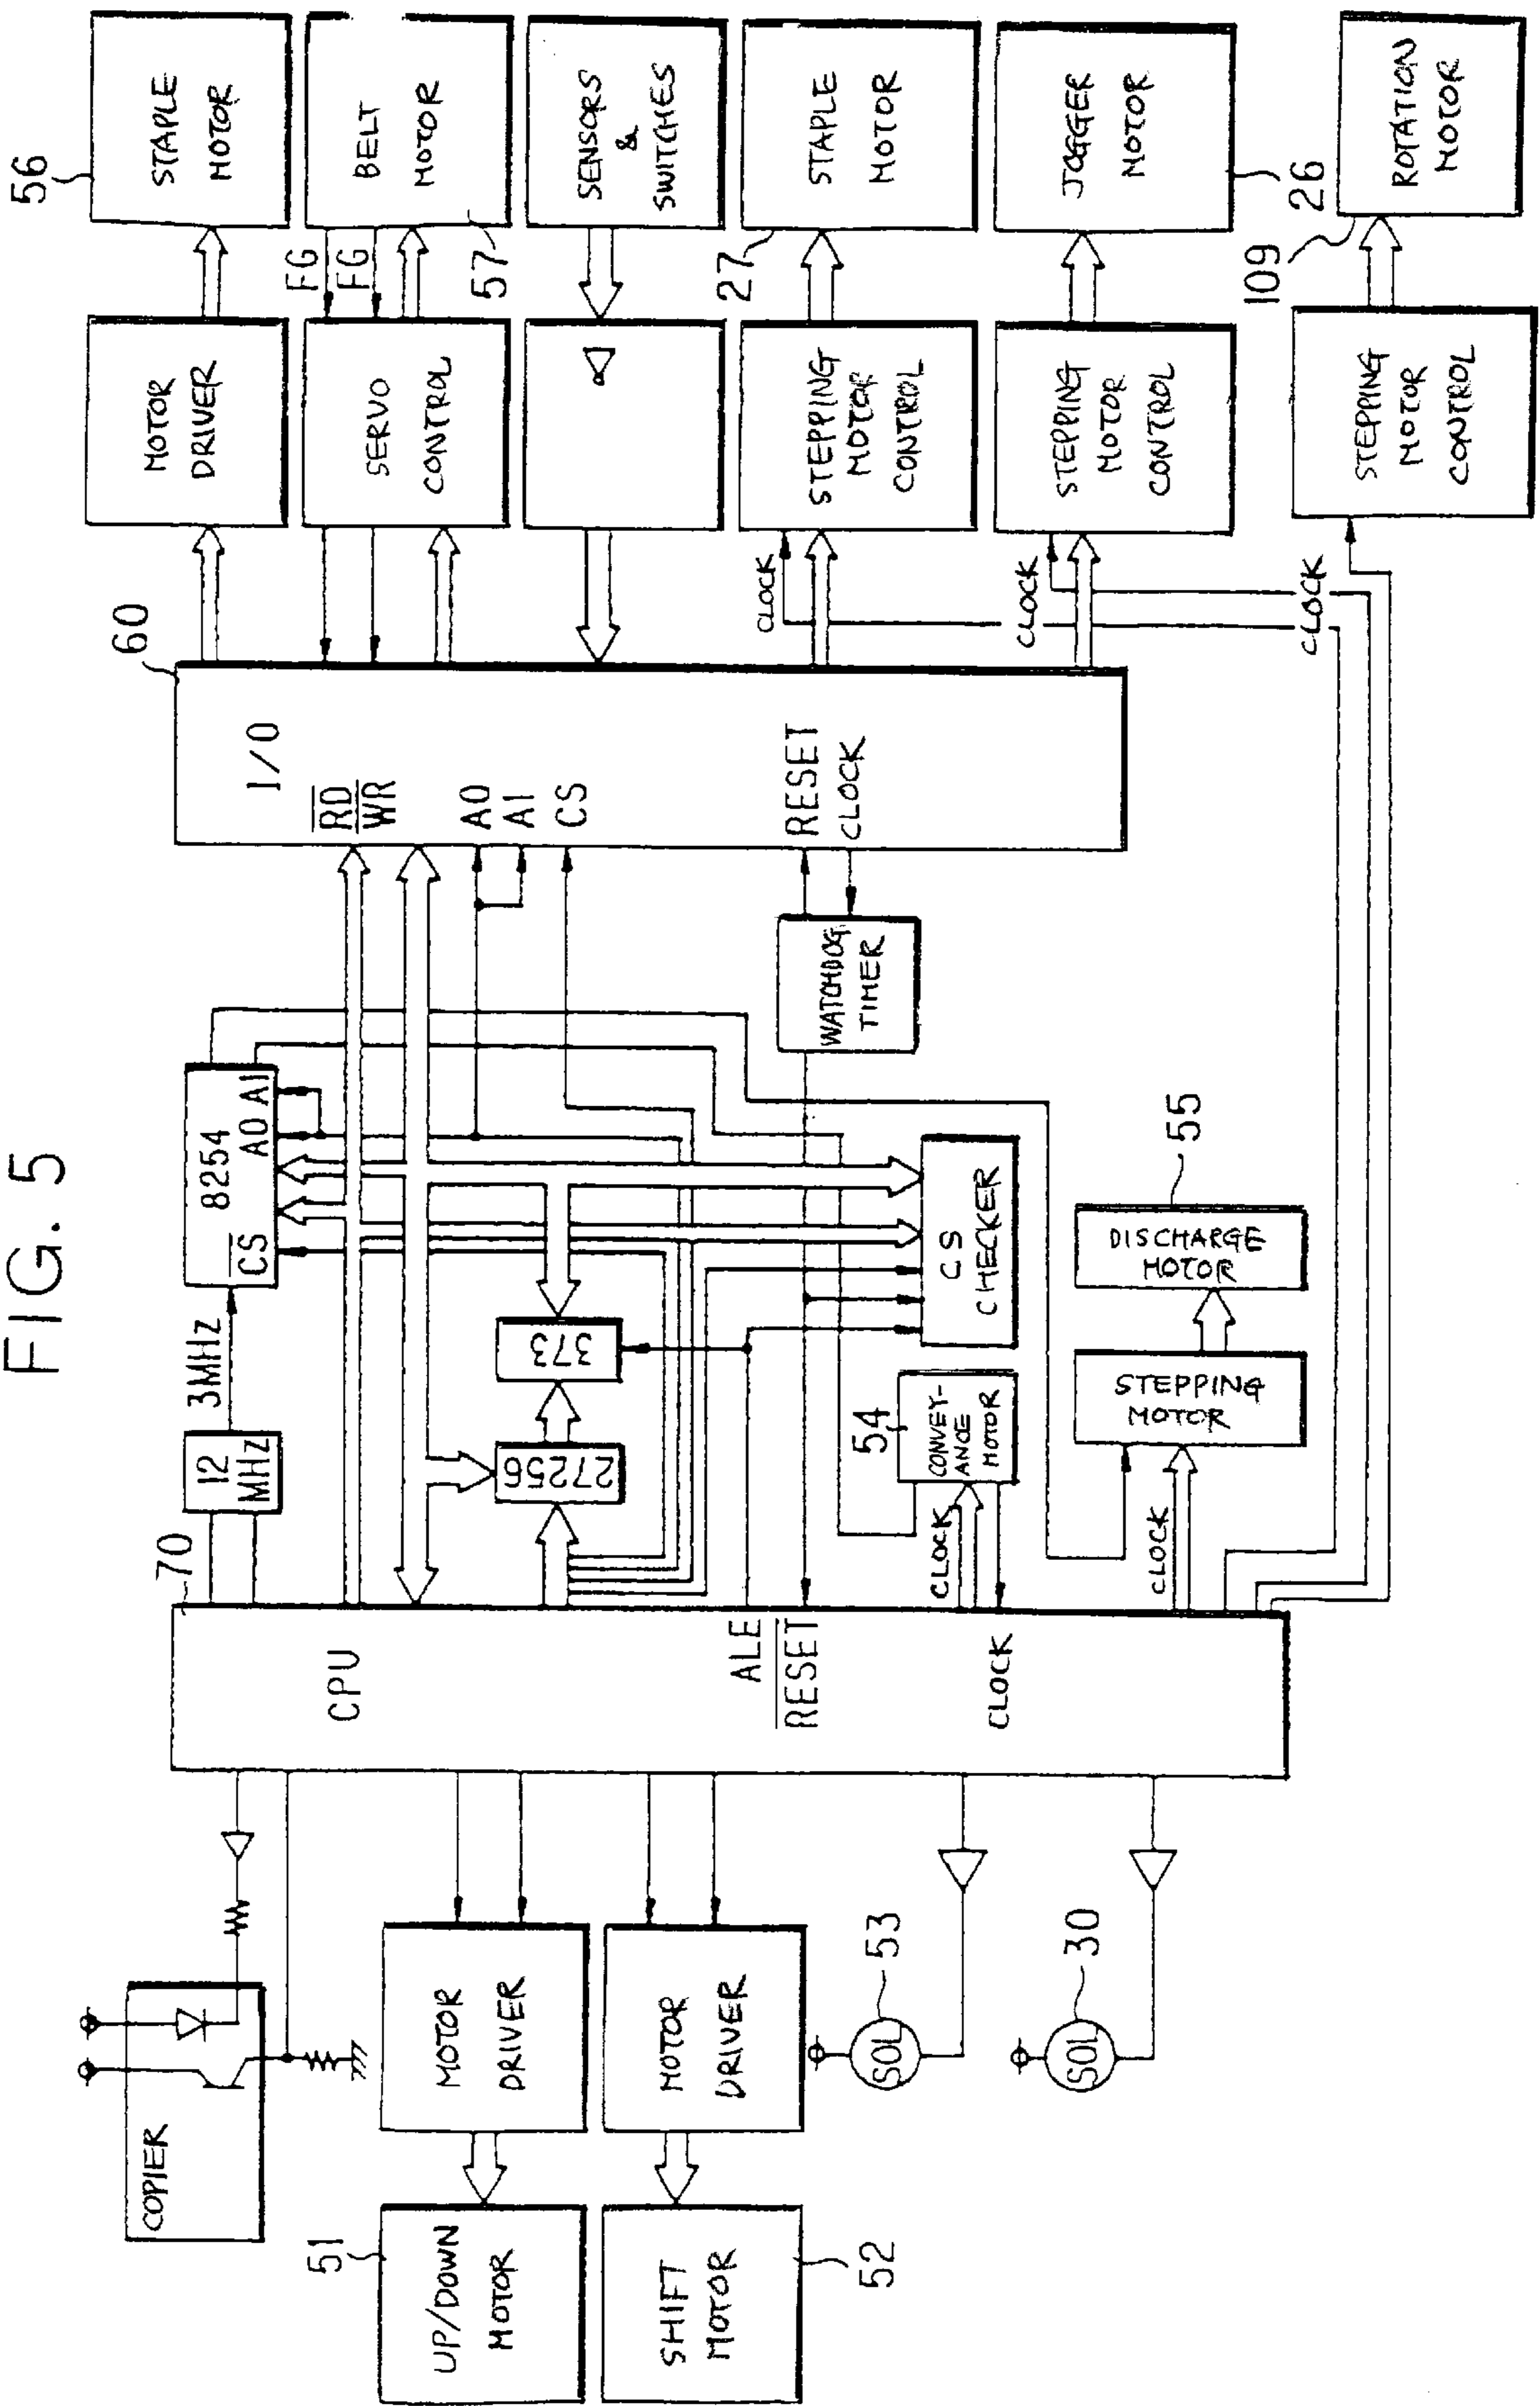 FIG. 5
COPIER
51
UP/DOWN
MOTOR
MOTOR
DRIVER
SHIFT
MOTOR
52
MOTOR
DRIVER
SOL
53
SOL
30
70
CPU
ALE
RESET
CLOCK
12
MHZ
3MHz
8254
CS
A0
A1
27256
373
54
CONVEY-
ANCE
MOTOR
CLOCK
CS
CHECKER
STEPPING
MOTOR
CLOCK
DISCHARGE
MOTOR
55
WATCHDOG
TIMER
60
I/O
RD
WR
A0
A1
CS
RESET
CLOCK
MOTOR
DRIVER
STAPLE
MOTOR
56
SERVO
CONTROL
FG
FG
BELT
MOTOR
57
SENSORS
&
SWITCHES
CLOCK
STEPPING
MOTOR
CONTROL
27
STAPLE
MOTOR
CLOCK
STEPPING
MOTOR
CONTROL
JOGGER
MOTOR
26
CLOCK
STEPPING
MOTOR
CONTROL
109
ROTATION
MOTOR